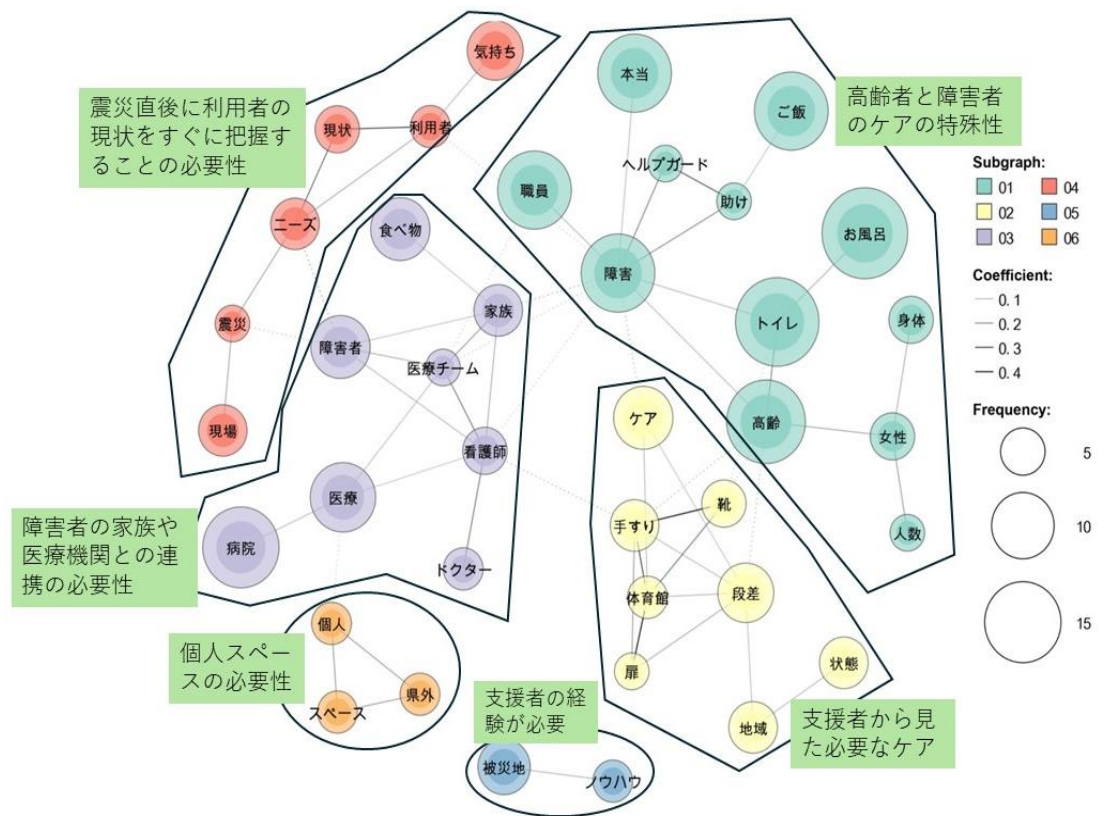 気持ち
本当
震災直後に利用者の
現状をすぐに把握す
ることの必要性
現状
利用者
ヘルプガード
ご飯
高齢者と障害者
のケアの特殊性
職員
助け
Subgraph:
01
04
02
05
03
06
ニーズ
食べ物
お風呂
障害
Coefficient:
0.1
0.2
0.3
0.4
震災
家族
障害者
医療チーム
トイレ
身体
現場
看護師
ケア
高齢
女性
Frequency:
5
10
15
医療
靴
手すり
障害者の家族や
医療機関との連
携の必要性
病院
ドクター
体育館
段差
人数
個人
個人スペー
スの必要性
スペース
県外
扉
状態
支援者の経
験が必要
地域
支援者から見
た必要なケア
被災地
ノウハウ